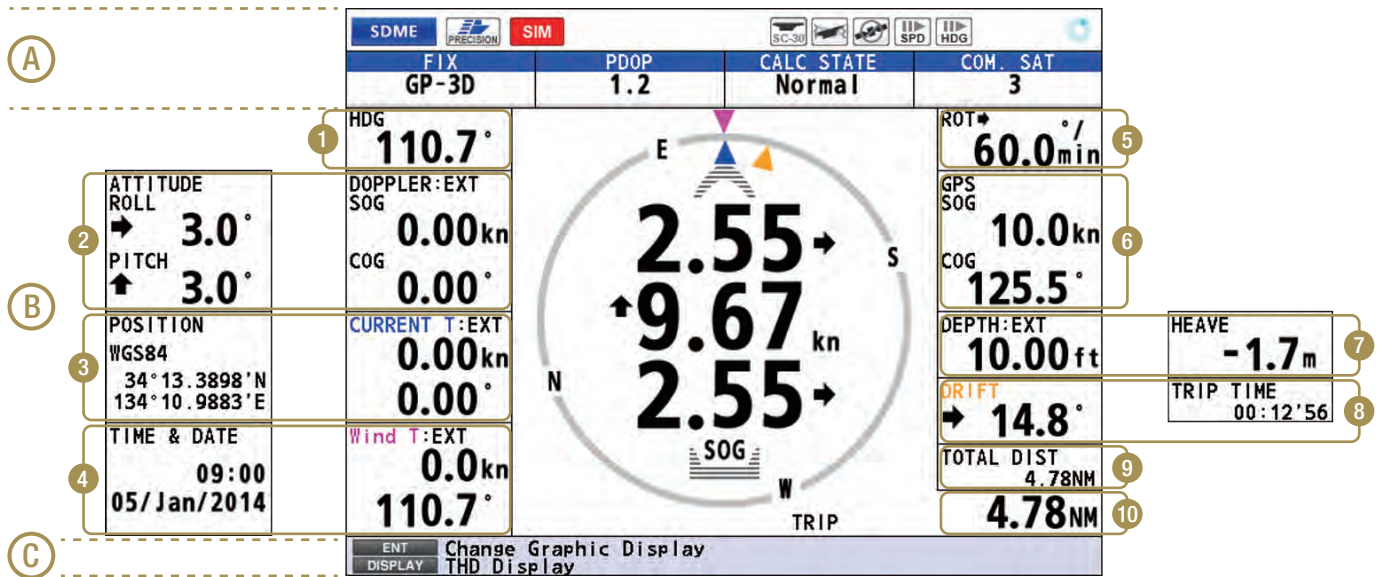 A
SDME PRECISION SIM SC-30 SPD HDG
FIX PDOP CALC STATE COM. SAT
GP-3D 1.2 Normal 3
B
1
HDG
110.7°
2
ATTITUDE
ROLL
3.0°
PITCH
3.0°
DOPPLER:EXT
SOG
0.00kn
COG
0.00°
3
POSITION
WGS84
34°13.3898'N
134°10.9883'E
CURRENT T:EXT
0.00kn
0.00°
4
TIME & DATE
09:00
05/Jan/2014
Wind T:EXT
0.0kn
110.7°
E
S
N
W
2.55
9.67 kn
2.55
SOG
TRIP
ROT
60.0°/min
5
GPS
SOG
10.0kn
COG
125.5°
6
DEPTH:EXT
10.00ft
HEAVE
-1.7m
7
DRIFT
14.8°
TRIP TIME
00:12'56
8
TOTAL DIST
4.78NM
9
4.78NM
10
C
ENT Change Graphic Display
DISPLAY THD Display